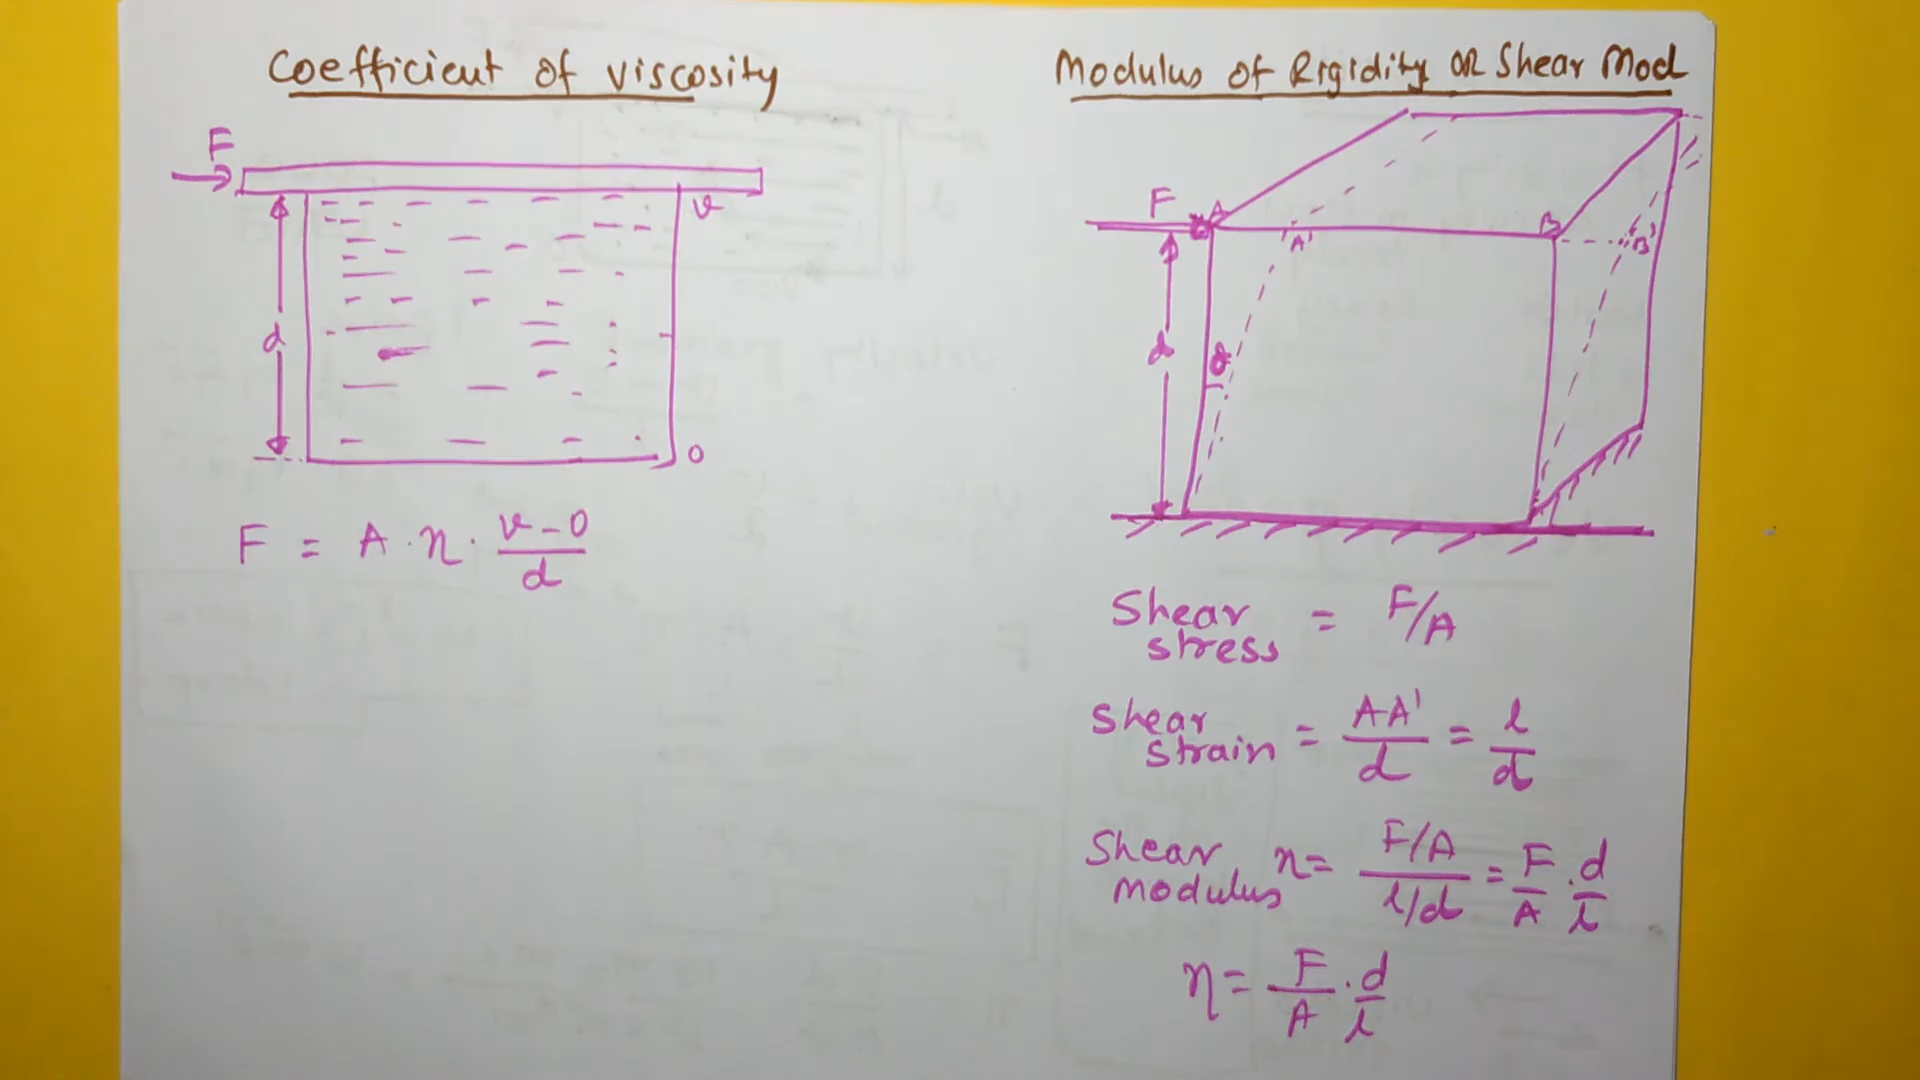 Coefficient of viscosity
F
v
d
0
F = A . η . v - 0 / d
Modulus of Rigidity OR Shear Mod
F A B
A' B'
d θ
Shear stress = F/A
Shear strain = AA' / d = l / d
Shear modulus η = F/A / l/d = F / A . d / l
η = F / A . d / l